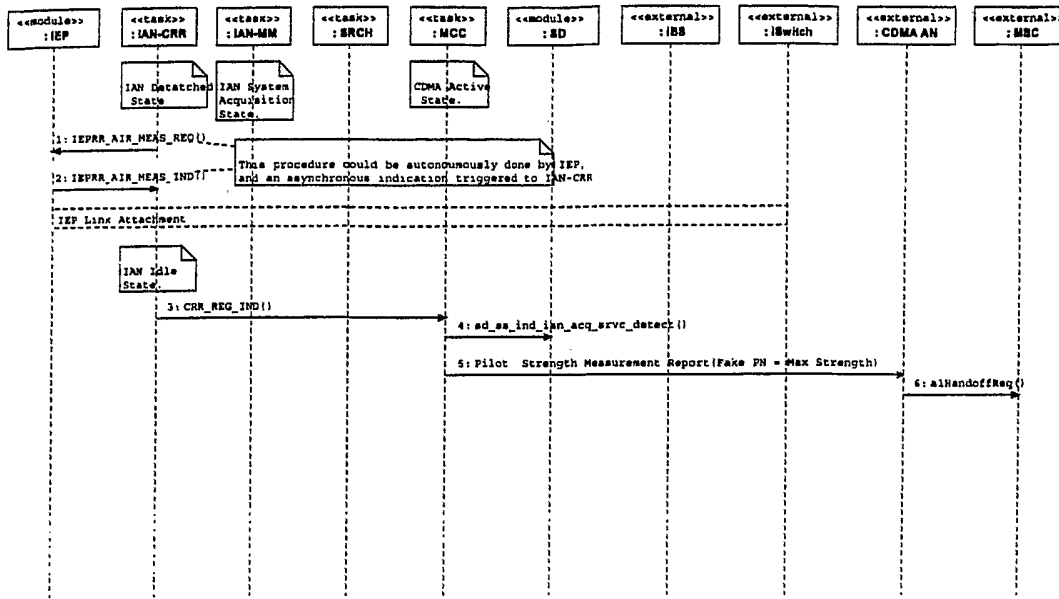 <<module>> <<task>> <<task>> <<task>> <<task>> <<module>> <<external>> <<external>> <<external>> <<external>>
: IEP : IAN-CRR : IAN-MM : SRCH : MCC : SD : IBS : ISwitch : CDMA AN : MSC
IAN Detatched
State
IAN System
Acquisition
State.
CDMA Active
State.
1: IEPRR_AIR_MEAS_REQ()
This procedure could be autonoumously done by IEP,
and an asynchronous indication triggered to IAN-CRR
2: IEPRR_AIR_MEAS_IND()
IEP Link Attachment
IAN Idle
State.
3: CRR_REG_IND()
4: sd_ss_ind_ian_acq_srvc_detect()
5: Pilot Strength Measurement Report(Fake PN = Max Strength)
6: a1HandoffReq()